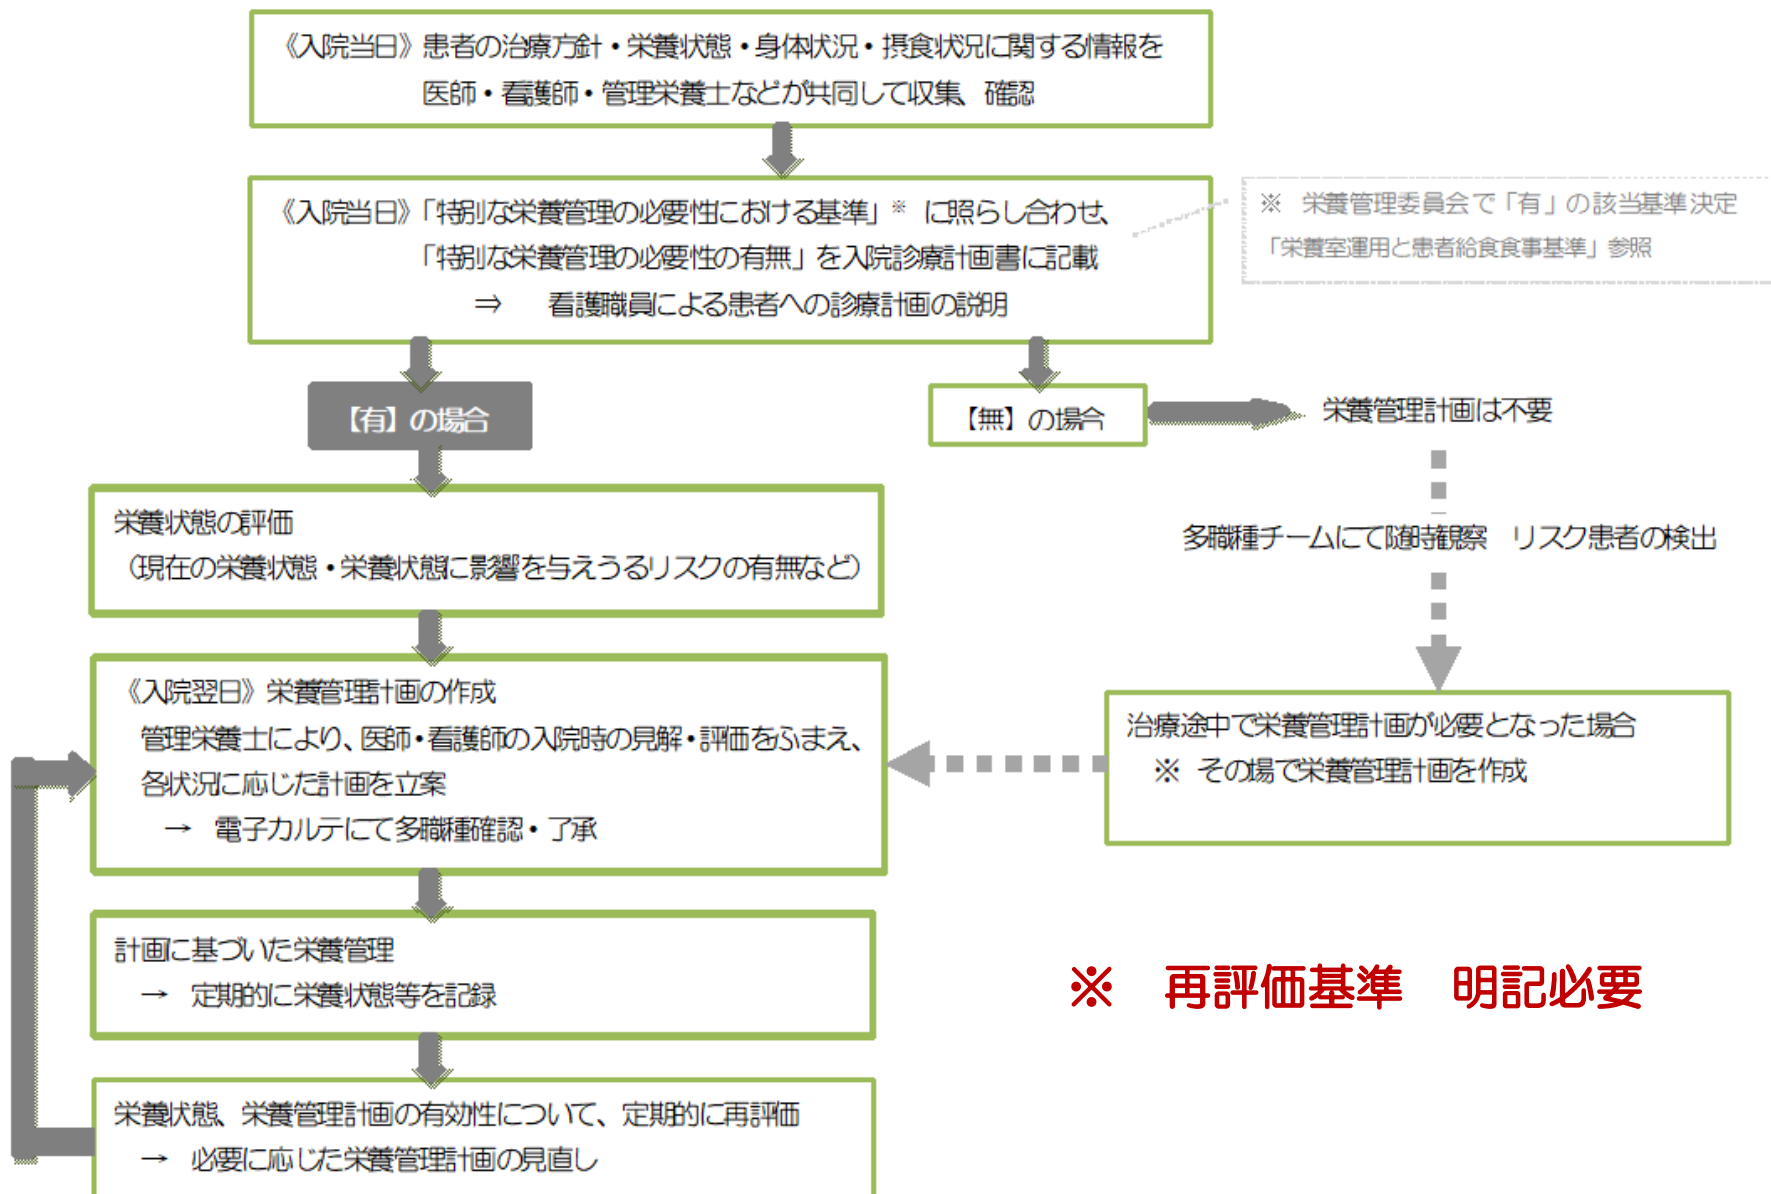 《入院当日》患者の治療方針・栄養状態・身体状況・摂食状況に関する情報を
医師・看護師・管理栄養士などが共同して収集、確認
《入院当日》「特別な栄養管理の必要性における基準」※ に照らし合わせ、
「特別な栄養管理の必要性の有無」を入院診療計画書に記載
⇒ 看護職員による患者への診療計画の説明
※ 栄養管理委員会で「有」の該当基準決定
「栄養室運用と患者給食食事基準」参照
【有】の場合
【無】の場合
栄養管理計画は不要
栄養状態の評価
（現在の栄養状態・栄養状態に影響を与えうるリスクの有無など）
多職種チームにて随時観察 リスク患者の検出
《入院翌日》栄養管理計画の作成
管理栄養士により、医師・看護師の入院時の見解・評価をふまえ、
各状況に応じた計画を立案
→ 電子カルテにて多職種確認・了承
治療途中で栄養管理計画が必要となった場合
※ その場で栄養管理計画を作成
計画に基づいた栄養管理
→ 定期的に栄養状態等を記録
※ 再評価基準 明記必要
栄養状態、栄養管理計画の有効性について、定期的に再評価
→ 必要に応じた栄養管理計画の見直し